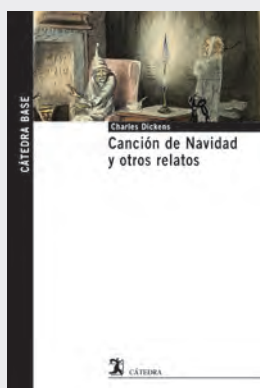 CÁTEDRA BASE
Charles Dickens
Canción de Navidad
y otros relatos
CÁTEDRA